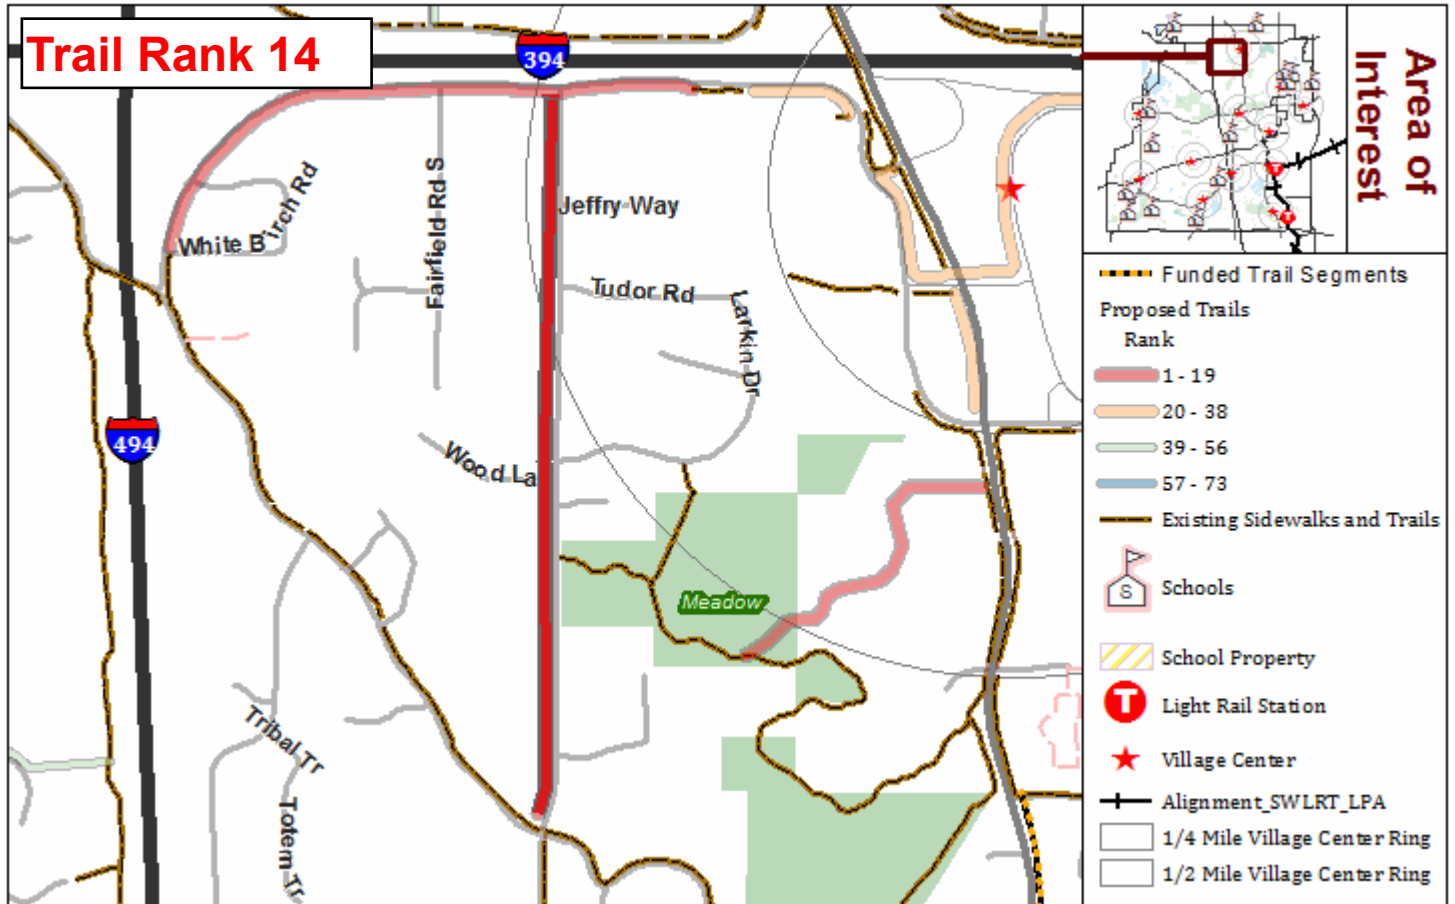 Trail Rank 14
394
494
White Birch Rd
Fairfield Rd S
Jeffry Way
Tudor Rd
Larkin Dr
Wood La
Meadow
Tribal Tr
Totem Tr
Area of
Interest
Funded Trail Segments
Proposed Trails
Rank
1 - 19
20 - 38
39 - 56
57 - 73
Existing Sidewalks and Trails
S
Schools
School Property
T
Light Rail Station
Village Center
Alignment_SWLRT_LPA
1/4 Mile Village Center Ring
1/2 Mile Village Center Ring